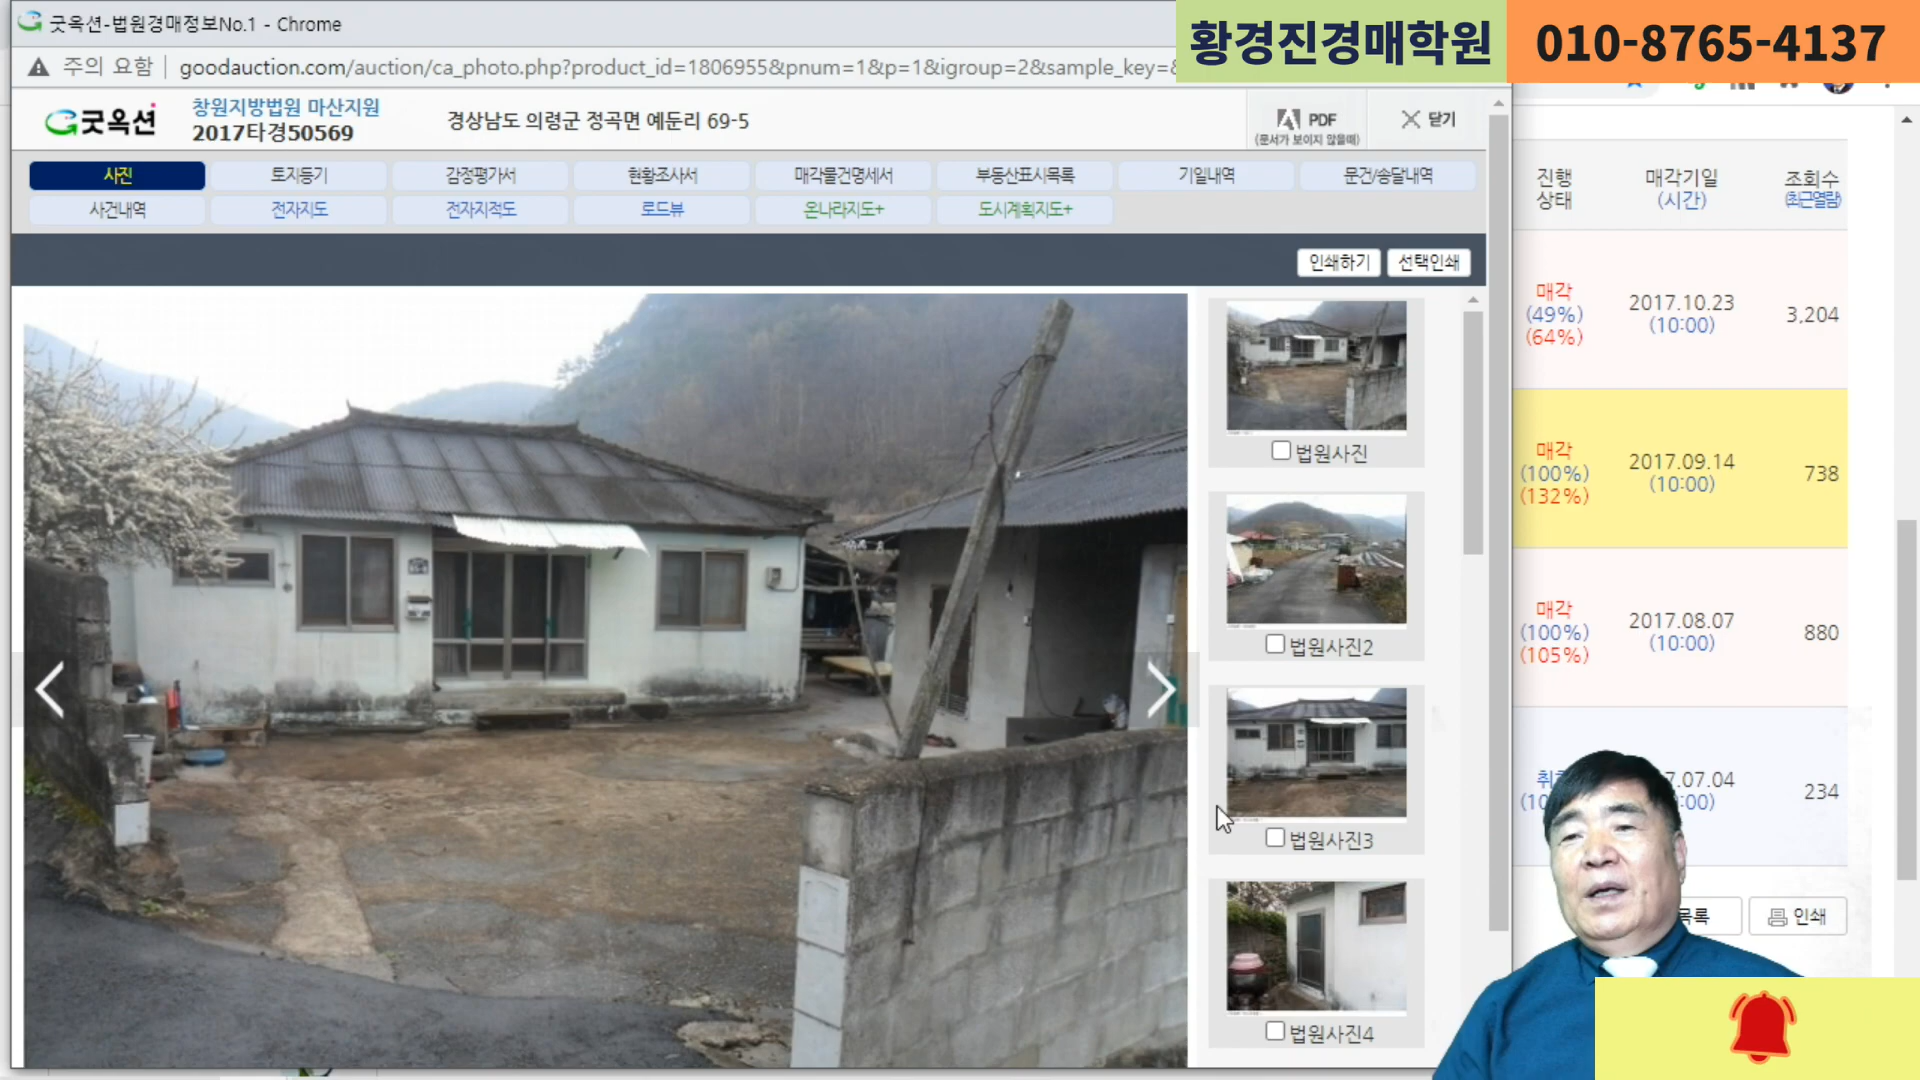 굿옥션-법원경매정보No.1 - Chrome
황경진경매학원
010-8765-4137
주의 요함
goodauction.com/auction/ca_photo.php?product_id=1806955&pnum=1&p=1&igroup=2&sample_key=
굿옥션
창원지방법원 마산지원
2017타경50569
경상남도 의령군 정곡면 예둔리 69-5
PDF
(문서가 보이지 않을때)
닫기
사진
토지등기
감정평가서
현황조사서
매각물건명세서
부동산표시목록
기일내역
문건/송달내역
사건내역
전자지도
전자지적도
로드뷰
온나라지도+
도시계획지도+
인쇄하기
선택인쇄
법원사진
법원사진2
법원사진3
법원사진4
진행
상태
매각기일
(시간)
조회수
(최근열람)
매각
(49%)
(64%)
2017.10.23
(10:00)
3,204
매각
(100%)
(132%)
2017.09.14
(10:00)
738
매각
(100%)
(105%)
2017.08.07
(10:00)
880
7.07.04
:00)
234
목록
인쇄